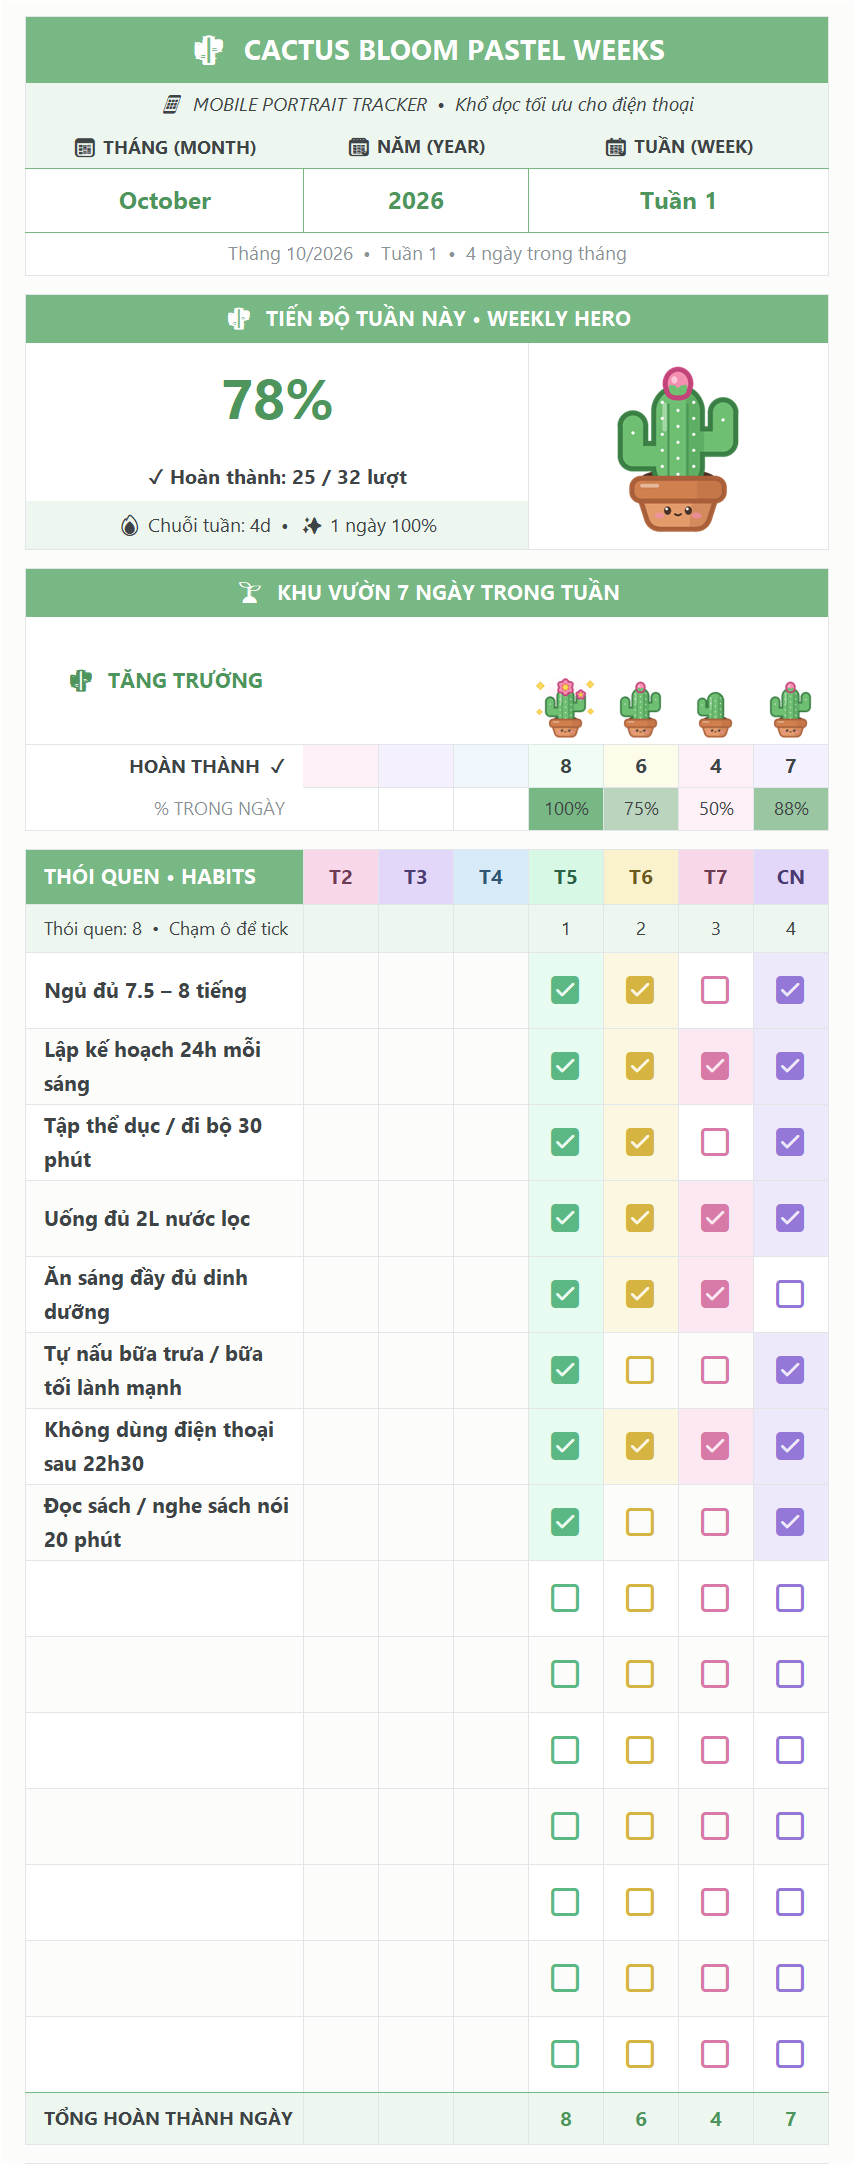 CACTUS BLOOM PASTEL WEEKS
MOBILE PORTRAIT TRACKER • Khổ dọc tối ưu cho điện thoại
THÁNG (MONTH) NĂM (YEAR) TUẦN (WEEK)
October 2026 Tuần 1
Tháng 10/2026 • Tuần 1 • 4 ngày trong tháng
TIẾN ĐỘ TUẦN NÀY • WEEKLY HERO
78%
✓ Hoàn thành: 25 / 32 lượt
Chuỗi tuần: 4d • 1 ngày 100%
KHU VƯỜN 7 NGÀY TRONG TUẦN
TĂNG TRƯỞNG
HOÀN THÀNH ✓ 8 6 4 7
% TRONG NGÀY 100% 75% 50% 88%
THÓI QUEN • HABITS T2 T3 T4 T5 T6 T7 CN
Thói quen: 8 • Chạm ô để tick 1 2 3 4
Ngủ đủ 7.5 – 8 tiếng
Lập kế hoạch 24h mỗi
sáng
Tập thể dục / đi bộ 30
phút
Uống đủ 2L nước lọc
Ăn sáng đầy đủ dinh
dưỡng
Tự nấu bữa trưa / bữa
tối lành mạnh
Không dùng điện thoại
sau 22h30
Đọc sách / nghe sách nói
20 phút
TỔNG HOÀN THÀNH NGÀY 8 6 4 7